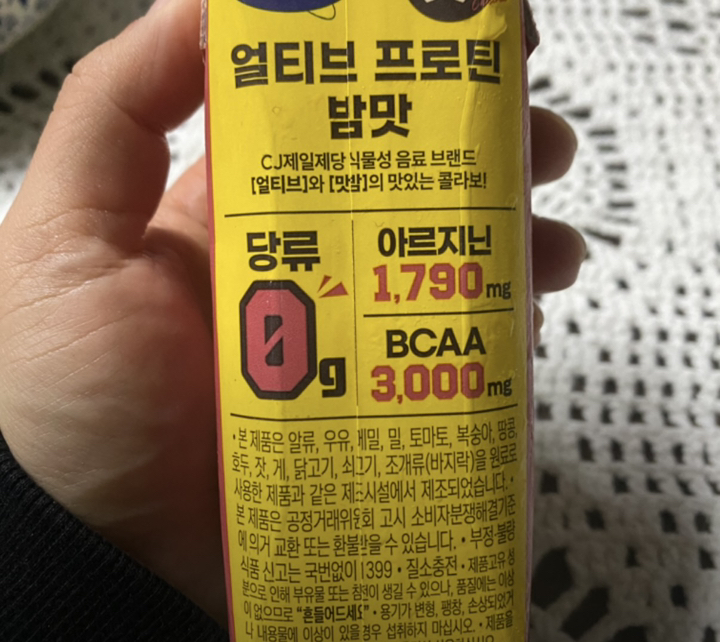 얼티브 프로틴
밤맛
CJ제일제당 식물성 음료 브랜드
[얼티브]와 [맛밤]의 맛있는 콜라보!
당류
0g
아르지닌
1,790mg
BCAA
3,000mg
• 본 제품은 알류, 우유, 메밀, 밀, 토마토, 복숭아, 땅콩,
호두, 잣, 게, 닭고기, 쇠고기, 조개류(바지락)을 원료로
사용한 제품과 같은 제조시설에서 제조되었습니다. •
본 제품은 공정거래위원회 고시 소비자분쟁해결기준
에 의거 교환 또는 환불받을 수 있습니다. • 부정·불량
식품 신고는 국번없이 1399 • 질소충전 • 제품고유 성
분으로 인해 부유물 또는 침전이 생길 수 있으나, 품질에는 이상
이 없으므로 "흔들어드세요" • 용기가 변형, 팽창, 손상되었거
나 내용물에 이상이 있을 경우 섭취하지 마십시오 • 제품을